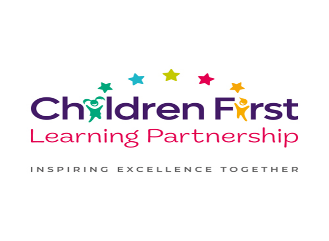 Children First
Learning Partnership
INSPIRING EXCELLENCE TOGETHER